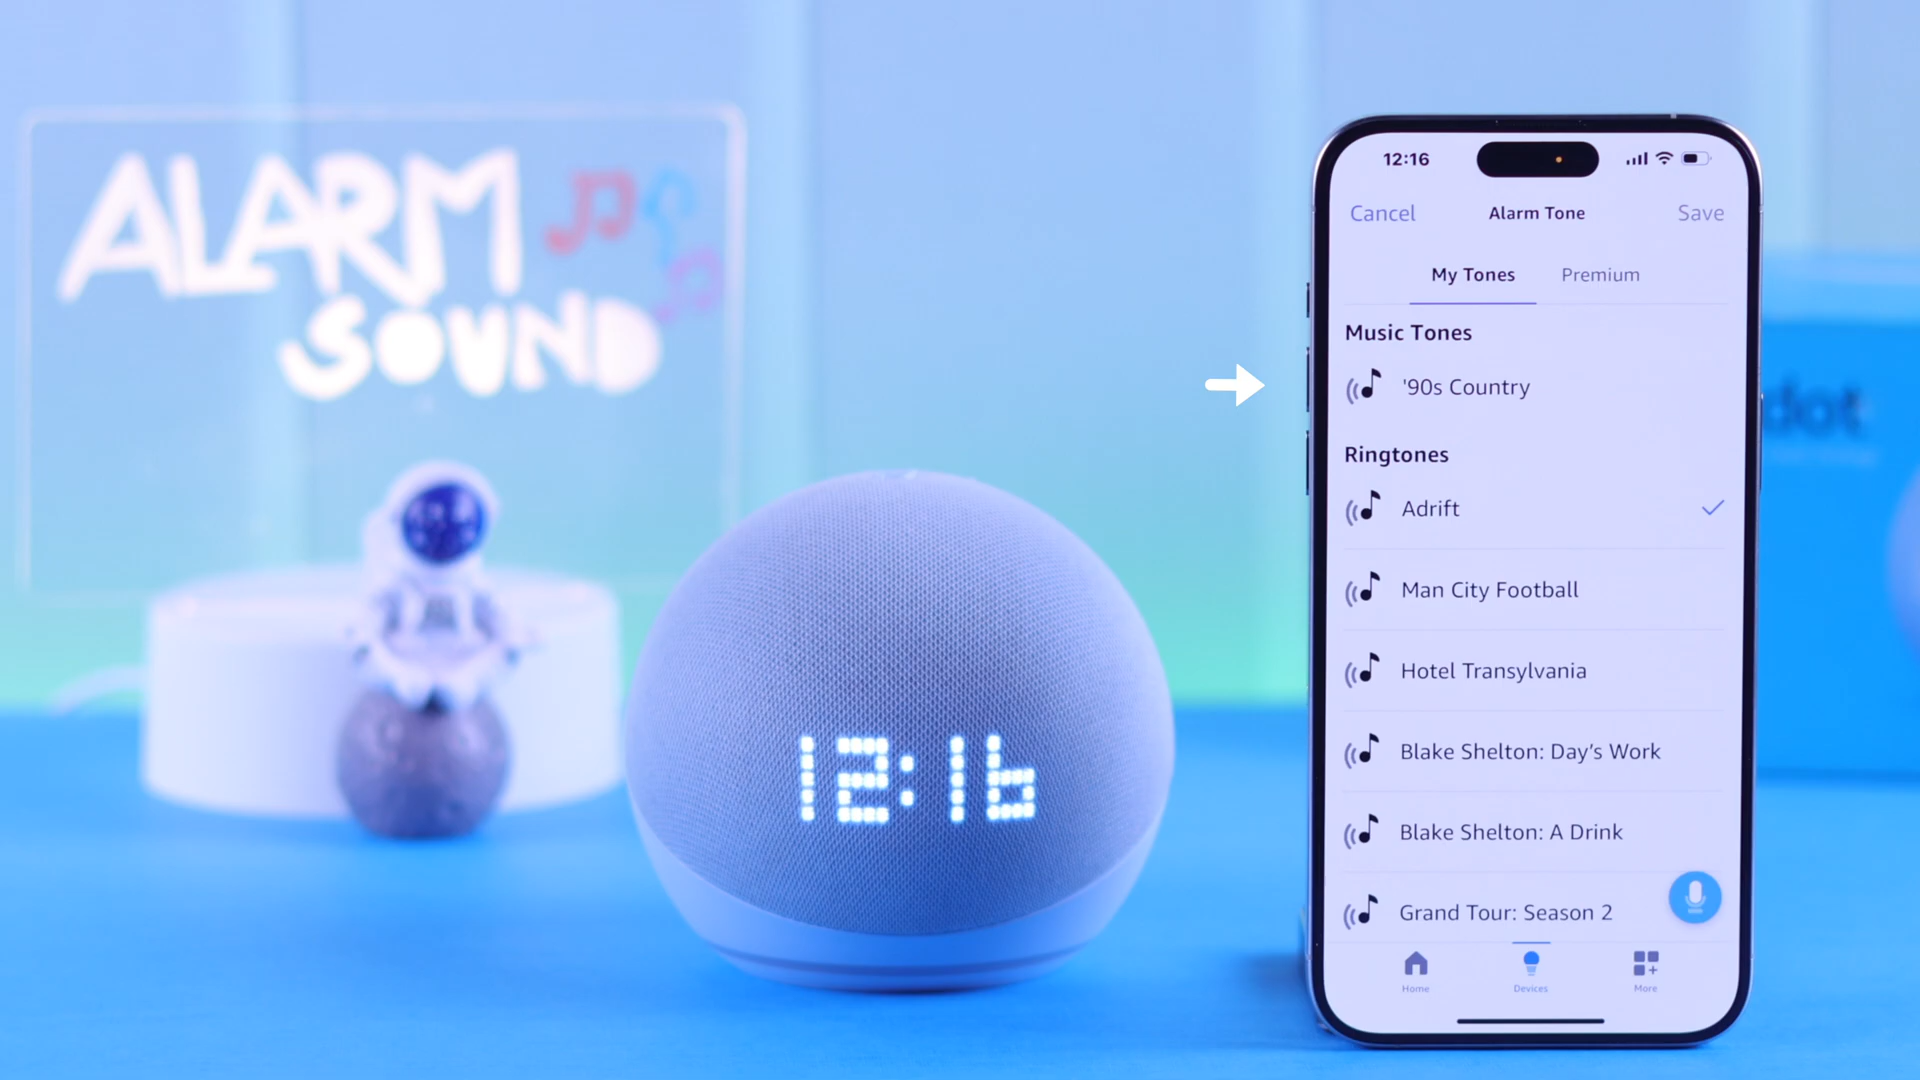 ALARM
SOUND
12:16
12:16
Cancel
Alarm Tone
Save
My Tones
Premium
Music Tones
'90s Country
Ringtones
Adrift
Man City Football
Hotel Transylvania
Blake Shelton: Day's Work
Blake Shelton: A Drink
Grand Tour: Season 2
Home
Devices
More
dot